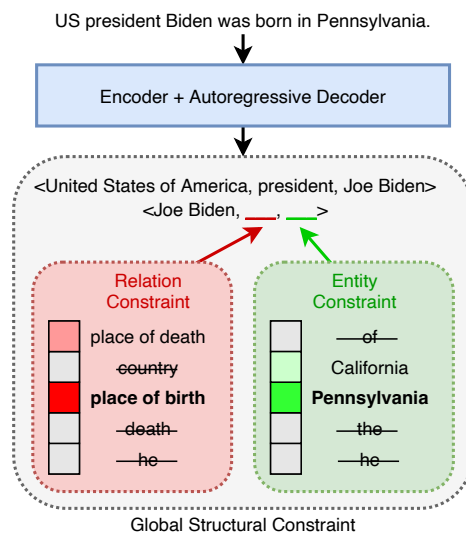 US president Biden was born in Pennsylvania.
Encoder + Autoregressive Decoder
<United States of America, president, Joe Biden>
<Joe Biden, ___, ___>
Relation
Constraint
place of death
country
place of birth
death
he
Entity
Constraint
of
California
Pennsylvania
the
he
Global Structural Constraint